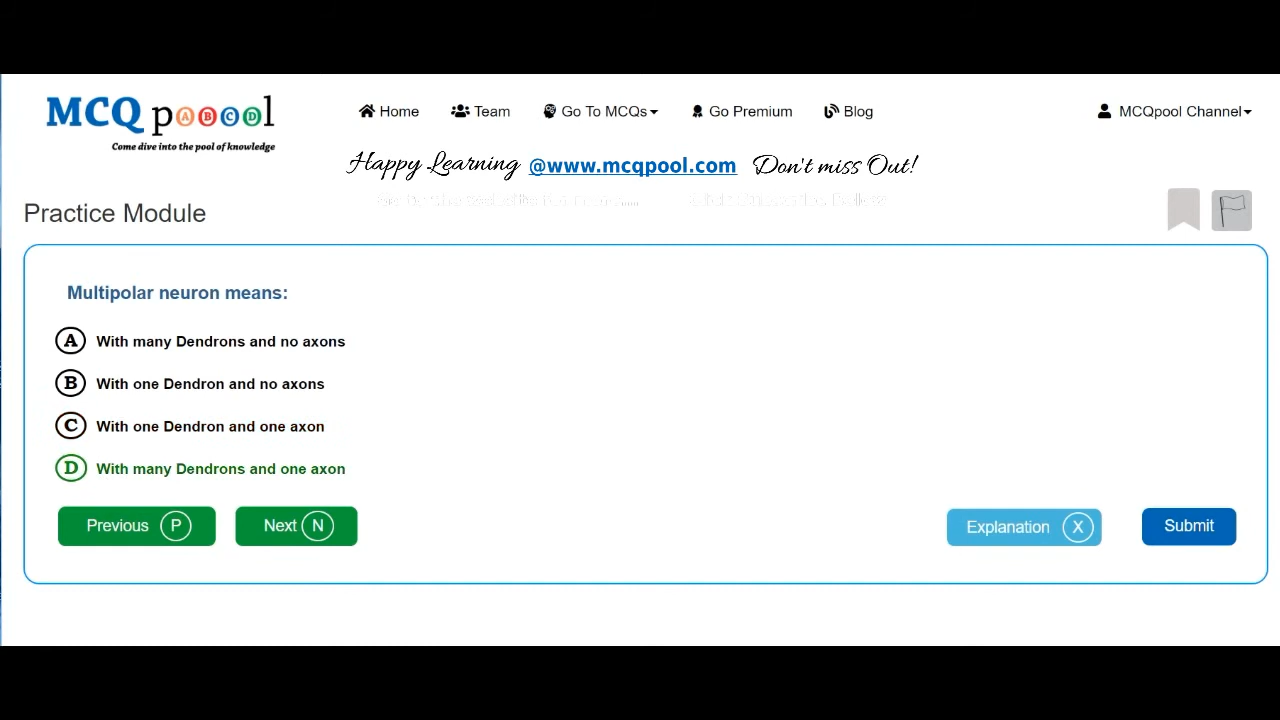 MCQ pooool
Come dive into the pool of knowledge
Home Team Go To MCQs Go Premium Blog MCQpool Channel
Happy Learning @www.mcqpool.com Don't miss Out!
Practice Module
Multipolar neuron means:
A With many Dendrons and no axons
B With one Dendron and no axons
C With one Dendron and one axon
D With many Dendrons and one axon
Previous P Next N Explanation X Submit